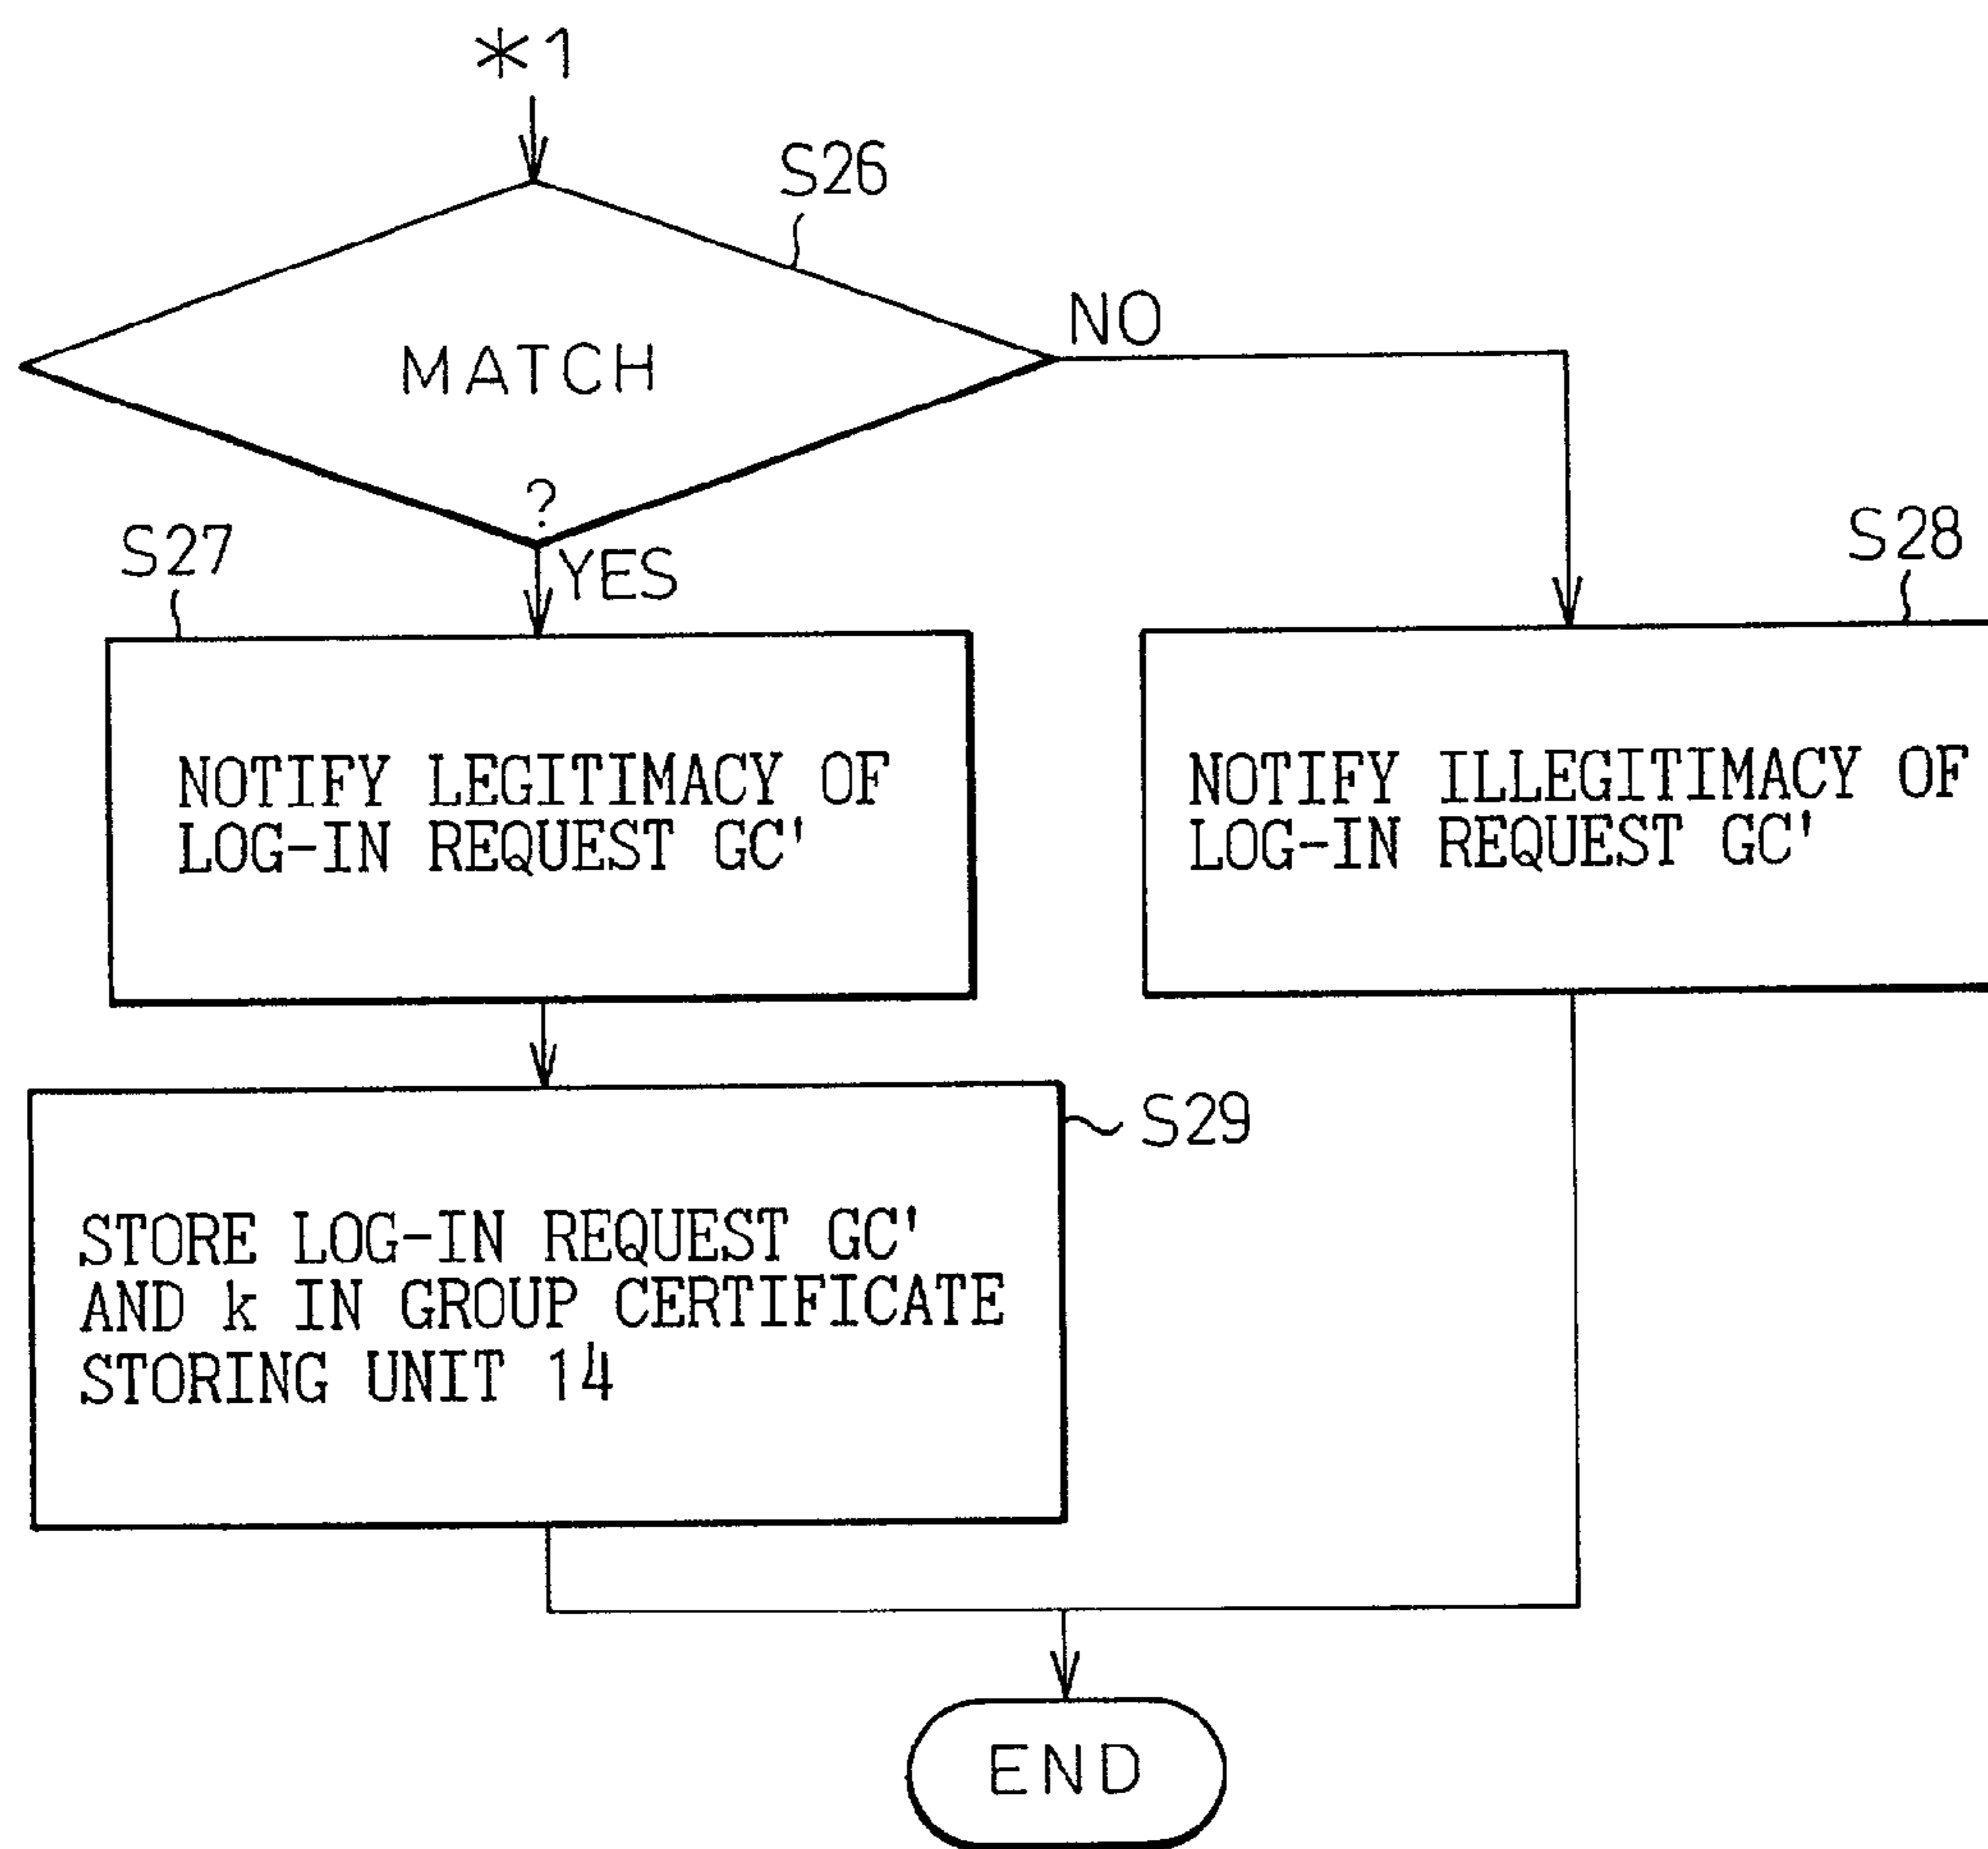 *1
S26
MATCH
?
NO
YES
S27
S28
NOTIFY LEGITIMACY OF
LOG-IN REQUEST GC'
NOTIFY ILLEGITIMACY OF
LOG-IN REQUEST GC'
S29
STORE LOG-IN REQUEST GC'
AND k IN GROUP CERTIFICATE
STORING UNIT 14
END